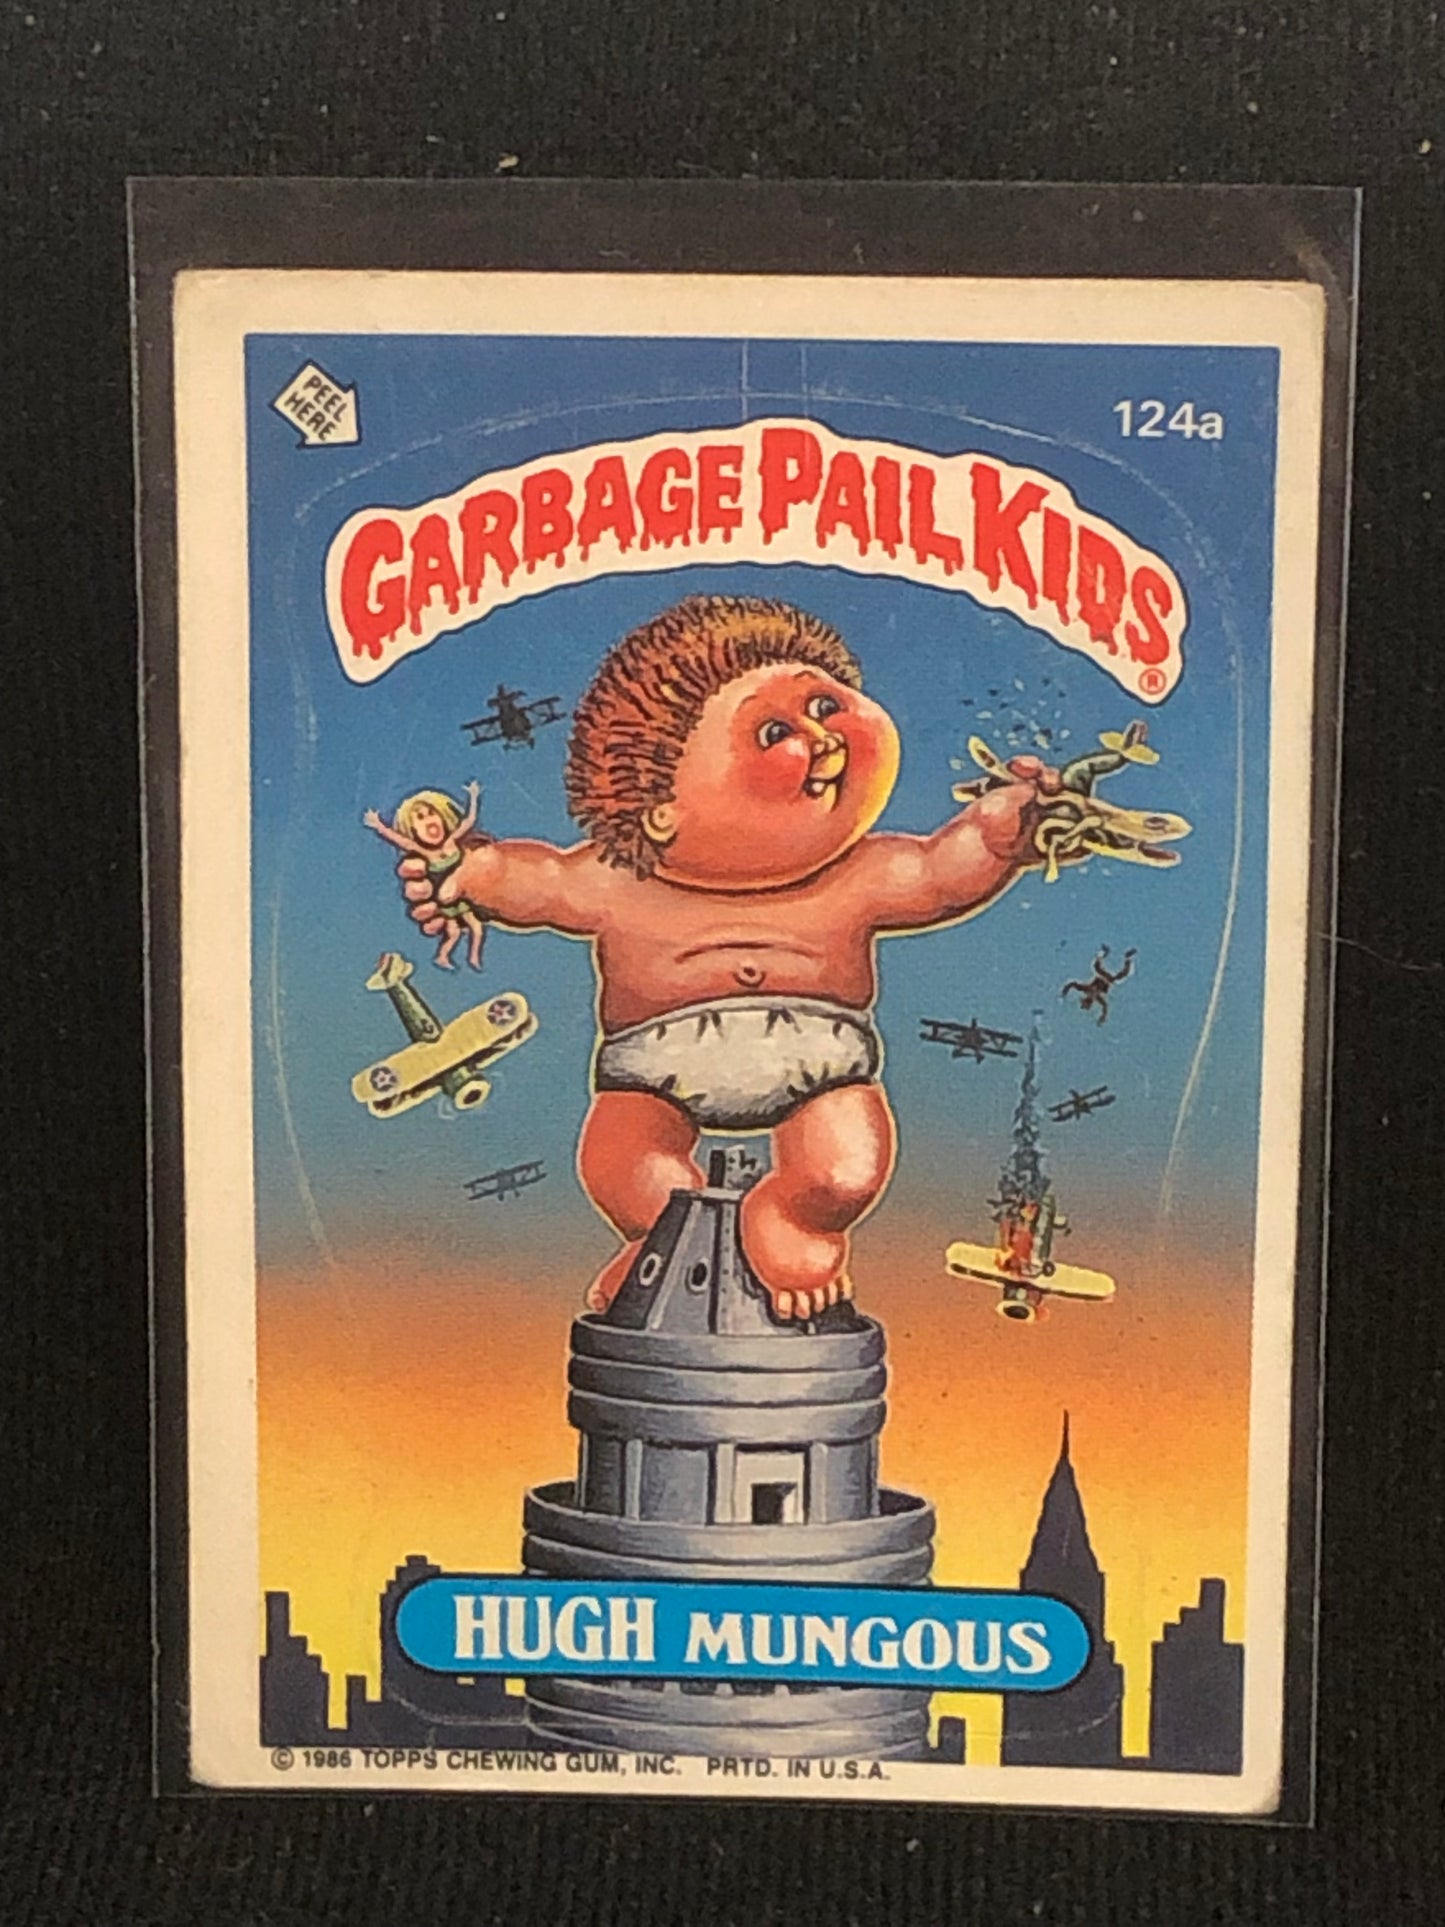 PEEL
HERE
124a
GARBAGE PAIL KIDS
®
HUGH MUNGOUS
© 1986 TOPPS CHEWING GUM, INC. PRTD. IN U.S.A.